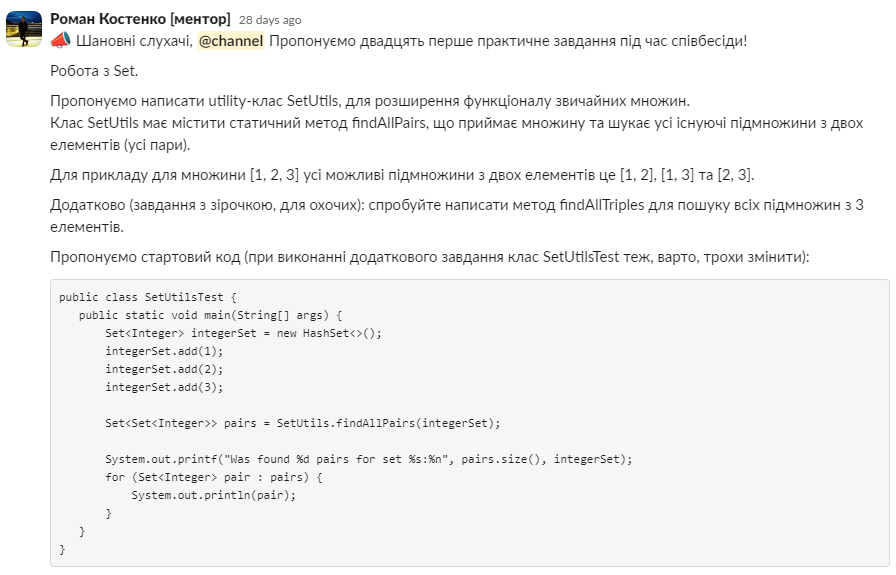 Роман Костенко [ментор] 28 days ago
Шановні слухачі, @channel Пропонуємо двадцять перше практичне завдання під час співбесіди!
Робота з Set.
Пропонуємо написати utility-клас SetUtils, для розширення функціоналу звичайних множин.
Клас SetUtils має містити статичний метод findAllPairs, що приймає множину та шукає усі існуючі підмножини з двох
елементів (усі пари).
Для прикладу для множини [1, 2, 3] усі можливі підмножини з двох елементів це [1, 2], [1, 3] та [2, 3].
Додатково (завдання з зірочкою, для охочих): спробуйте написати метод findAllTriples для пошуку всіх підмножин з 3
елементів.
Пропонуємо стартовий код (при виконанні додаткового завдання клас SetUtilsTest теж, варто, трохи змінити):
public class SetUtilsTest {
   public static void main(String[] args) {
       Set<Integer> integerSet = new HashSet<>();
       integerSet.add(1);
       integerSet.add(2);
       integerSet.add(3);
       Set<Set<Integer>> pairs = SetUtils.findAllPairs(integerSet);
       System.out.printf("Was found %d pairs for set %s:%n", pairs.size(), integerSet);
       for (Set<Integer> pair : pairs) {
           System.out.println(pair);
       }
   }
}